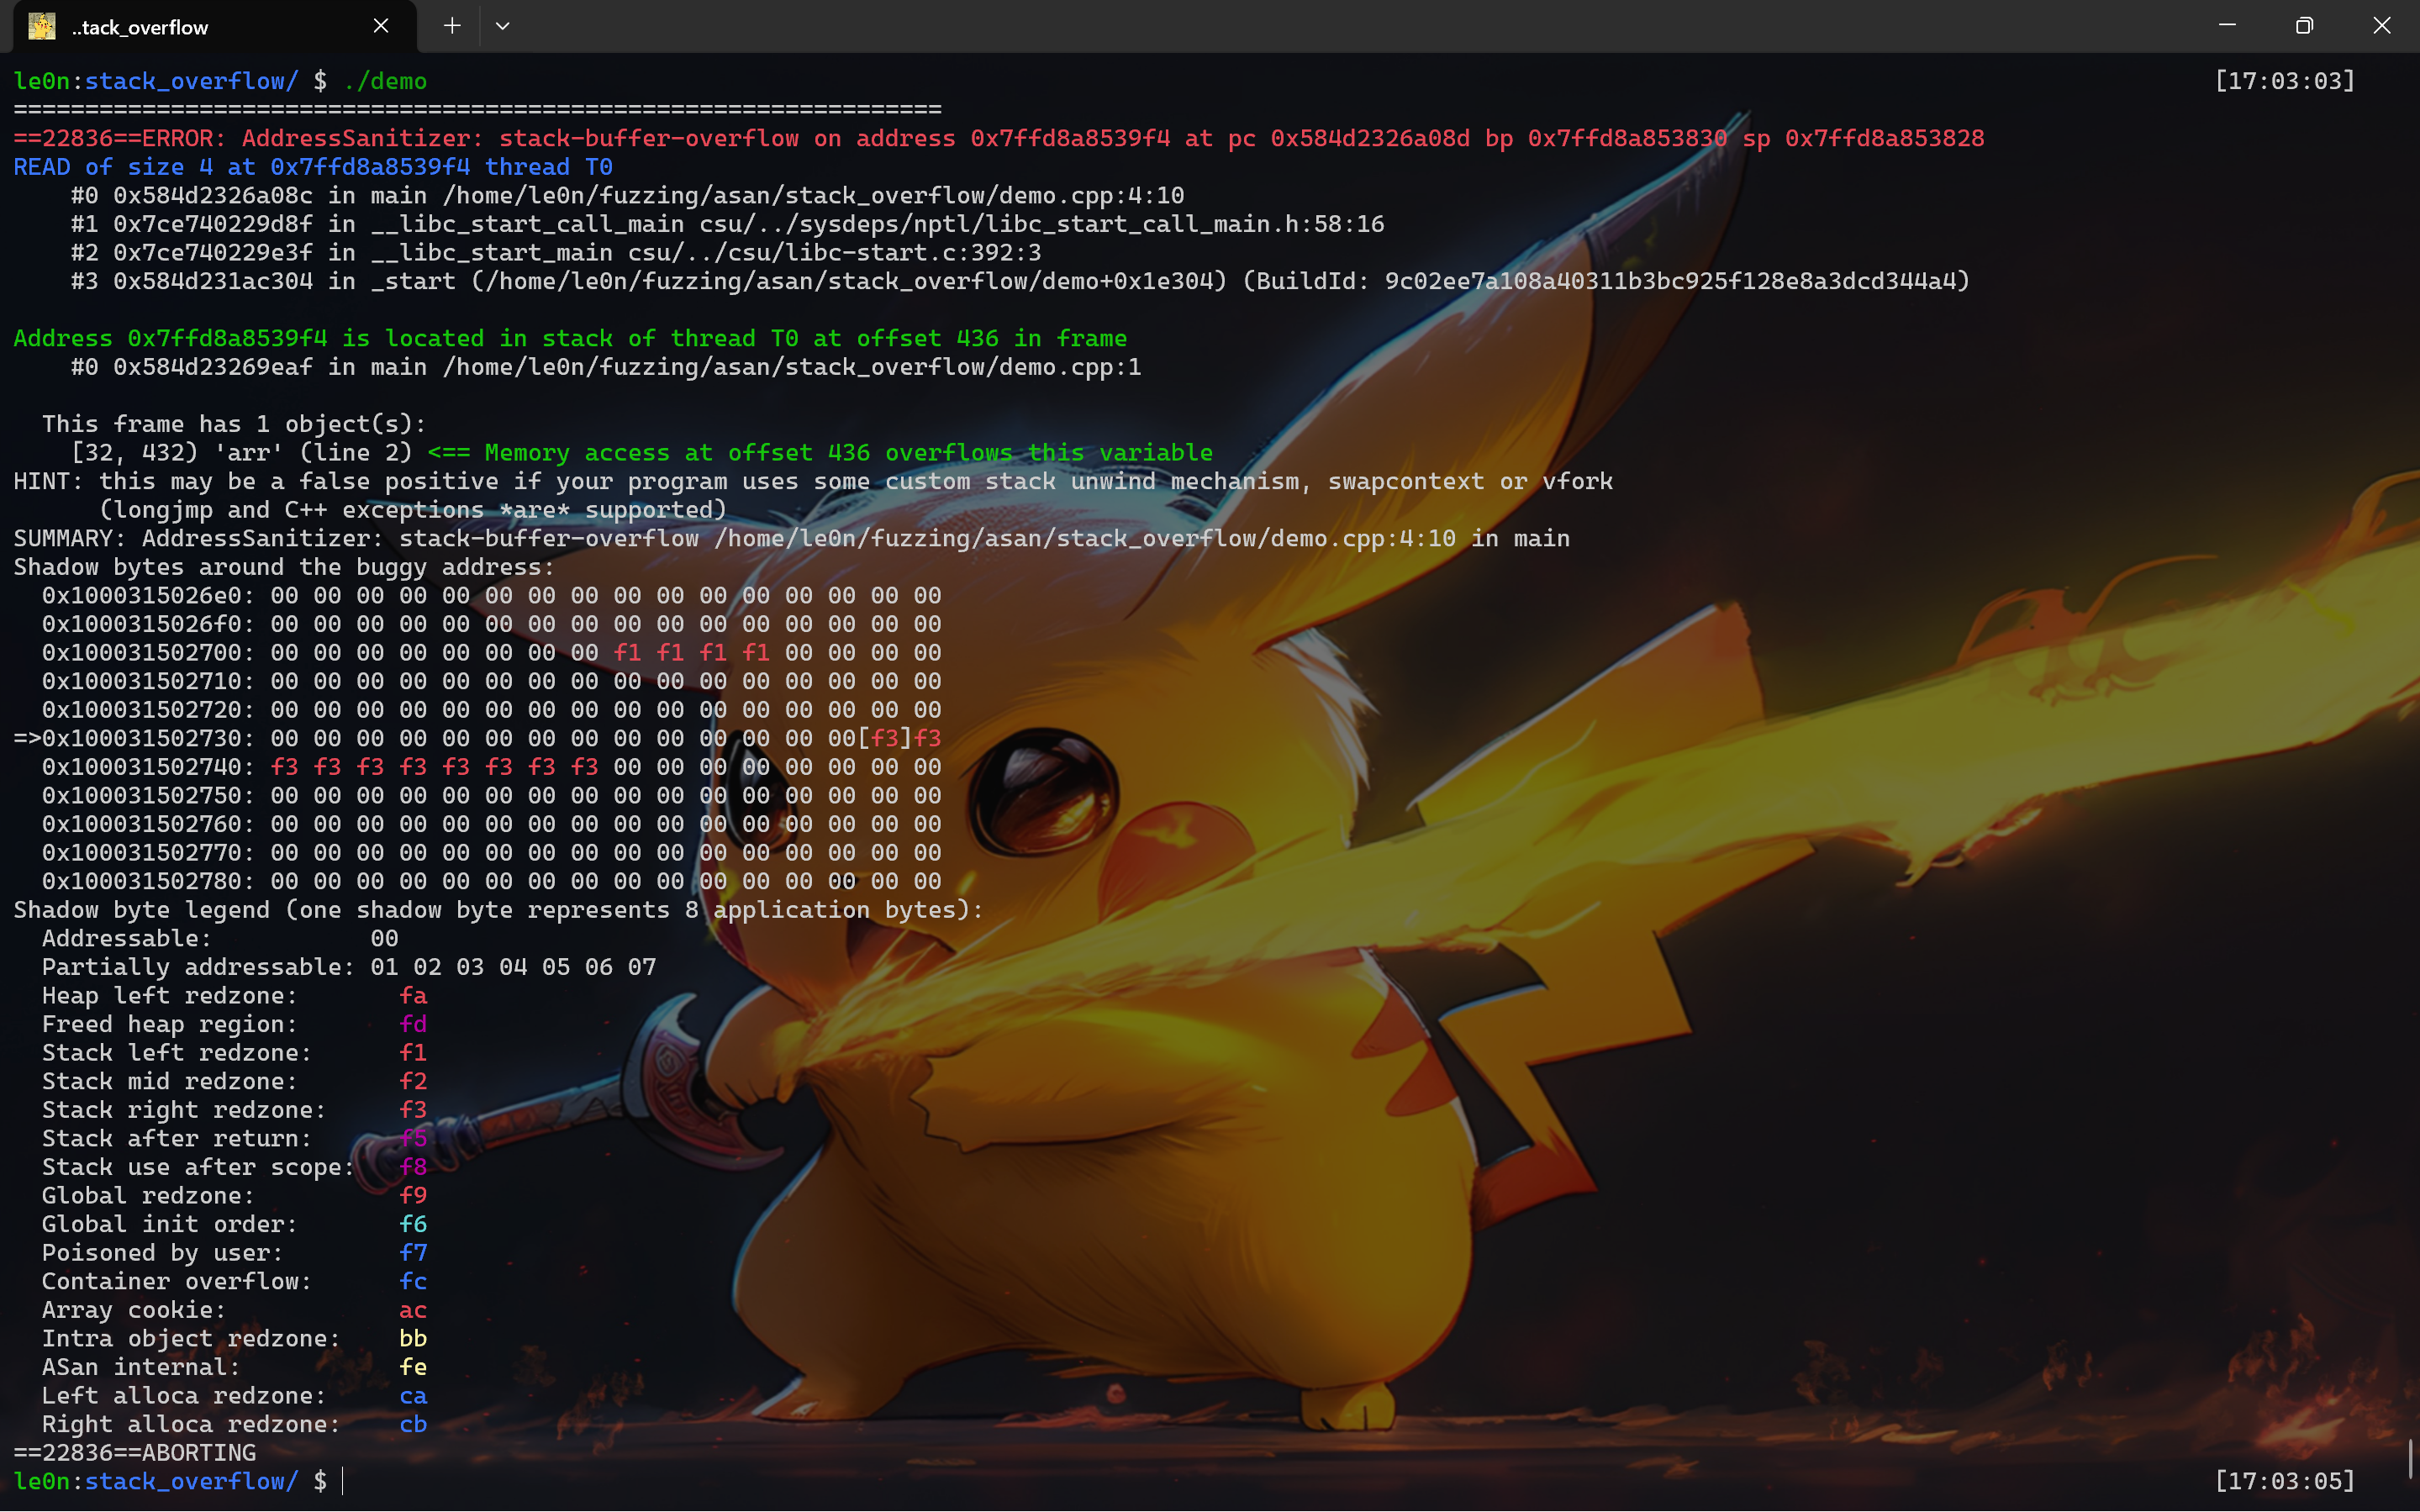 ..tack_overflow
le0n:stack_overflow/ $ ./demo [17:03:03]
=================================================================
==22836==ERROR: AddressSanitizer: stack-buffer-overflow on address 0x7ffd8a8539f4 at pc 0x584d2326a08d bp 0x7ffd8a853830 sp 0x7ffd8a853828
READ of size 4 at 0x7ffd8a8539f4 thread T0
    #0 0x584d2326a08c in main /home/le0n/fuzzing/asan/stack_overflow/demo.cpp:4:10
    #1 0x7ce740229d8f in __libc_start_call_main csu/../sysdeps/nptl/libc_start_call_main.h:58:16
    #2 0x7ce740229e3f in __libc_start_main csu/../csu/libc-start.c:392:3
    #3 0x584d231ac304 in _start (/home/le0n/fuzzing/asan/stack_overflow/demo+0x1e304) (BuildId: 9c02ee7a108a40311b3bc925f128e8a3dcd344a4)
Address 0x7ffd8a8539f4 is located in stack of thread T0 at offset 436 in frame
    #0 0x584d23269eaf in main /home/le0n/fuzzing/asan/stack_overflow/demo.cpp:1
  This frame has 1 object(s):
    [32, 432) 'arr' (line 2) <== Memory access at offset 436 overflows this variable
HINT: this may be a false positive if your program uses some custom stack unwind mechanism, swapcontext or vfork
      (longjmp and C++ exceptions *are* supported)
SUMMARY: AddressSanitizer: stack-buffer-overflow /home/le0n/fuzzing/asan/stack_overflow/demo.cpp:4:10 in main
Shadow bytes around the buggy address:
  0x1000315026e0: 00 00 00 00 00 00 00 00 00 00 00 00 00 00 00 00
  0x1000315026f0: 00 00 00 00 00 00 00 00 00 00 00 00 00 00 00 00
  0x100031502700: 00 00 00 00 00 00 00 00 f1 f1 f1 f1 00 00 00 00
  0x100031502710: 00 00 00 00 00 00 00 00 00 00 00 00 00 00 00 00
  0x100031502720: 00 00 00 00 00 00 00 00 00 00 00 00 00 00 00 00
=>0x100031502730: 00 00 00 00 00 00 00 00 00 00 00 00 00 00[f3]f3
  0x100031502740: f3 f3 f3 f3 f3 f3 f3 f3 00 00 00 00 00 00 00 00
  0x100031502750: 00 00 00 00 00 00 00 00 00 00 00 00 00 00 00 00
  0x100031502760: 00 00 00 00 00 00 00 00 00 00 00 00 00 00 00 00
  0x100031502770: 00 00 00 00 00 00 00 00 00 00 00 00 00 00 00 00
  0x100031502780: 00 00 00 00 00 00 00 00 00 00 00 00 00 00 00 00
Shadow byte legend (one shadow byte represents 8 application bytes):
  Addressable:           00
  Partially addressable: 01 02 03 04 05 06 07
  Heap left redzone:       fa
  Freed heap region:       fd
  Stack left redzone:      f1
  Stack mid redzone:       f2
  Stack right redzone:     f3
  Stack after return:      f5
  Stack use after scope:   f8
  Global redzone:          f9
  Global init order:       f6
  Poisoned by user:        f7
  Container overflow:      fc
  Array cookie:            ac
  Intra object redzone:    bb
  ASan internal:           fe
  Left alloca redzone:     ca
  Right alloca redzone:    cb
==22836==ABORTING
le0n:stack_overflow/ $ [17:03:05]